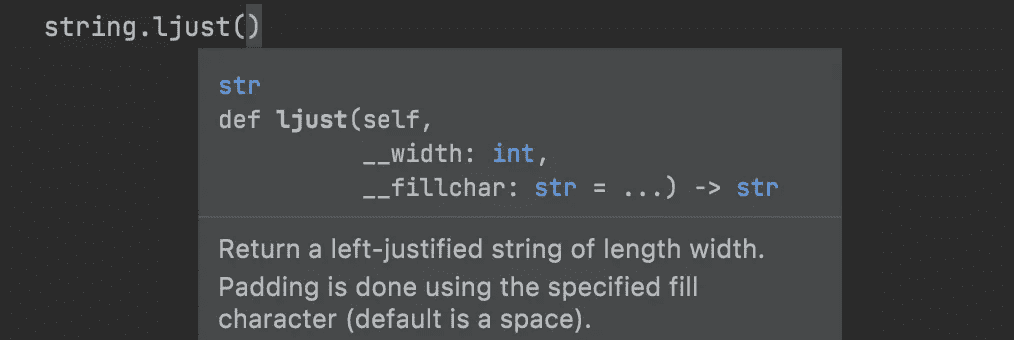 string.ljust()
str
def ljust(self,
__width: int,
__fillchar: str = ...) -> str
Return a left-justified string of length width.
Padding is done using the specified fill
character (default is a space).